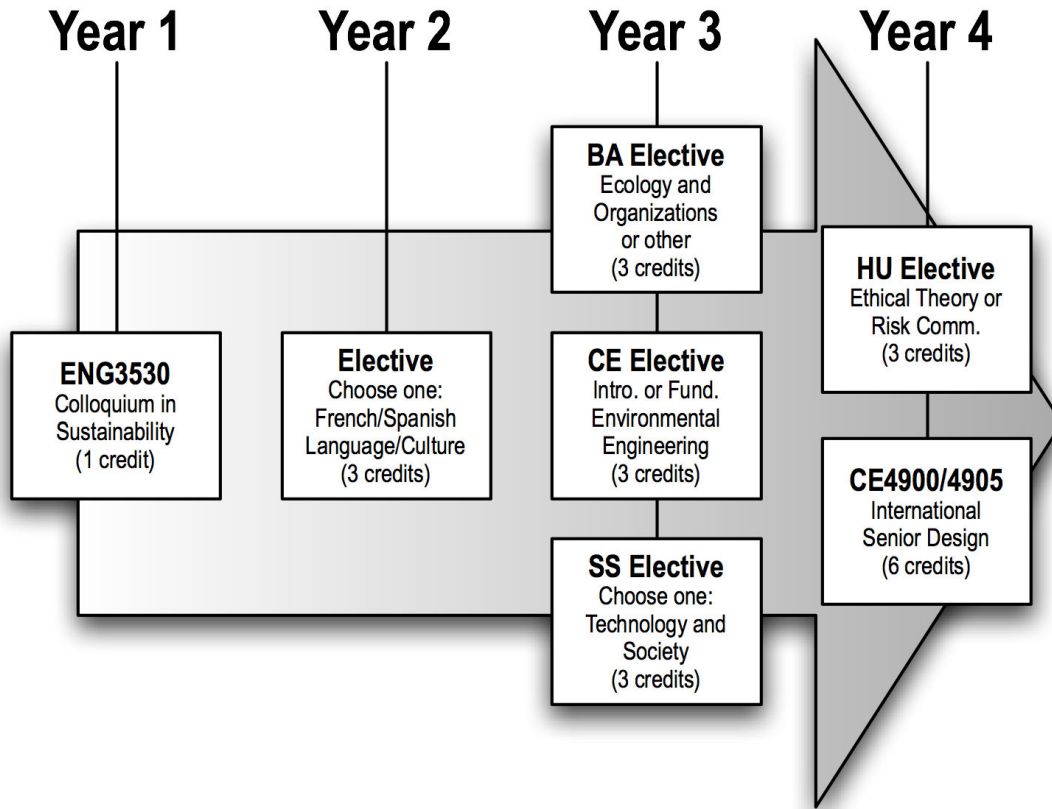 Year 1
Year 2
Year 3
Year 4
ENG3530
Colloquium in
Sustainability
(1 credit)
Elective
Choose one:
French/Spanish
Language/Culture
(3 credits)
BA Elective
Ecology and
Organizations
or other
(3 credits)
CE Elective
Intro. or Fund.
Environmental
Engineering
(3 credits)
SS Elective
Choose one:
Technology and
Society
(3 credits)
HU Elective
Ethical Theory or
Risk Comm.
(3 credits)
CE4900/4905
International
Senior Design
(6 credits)